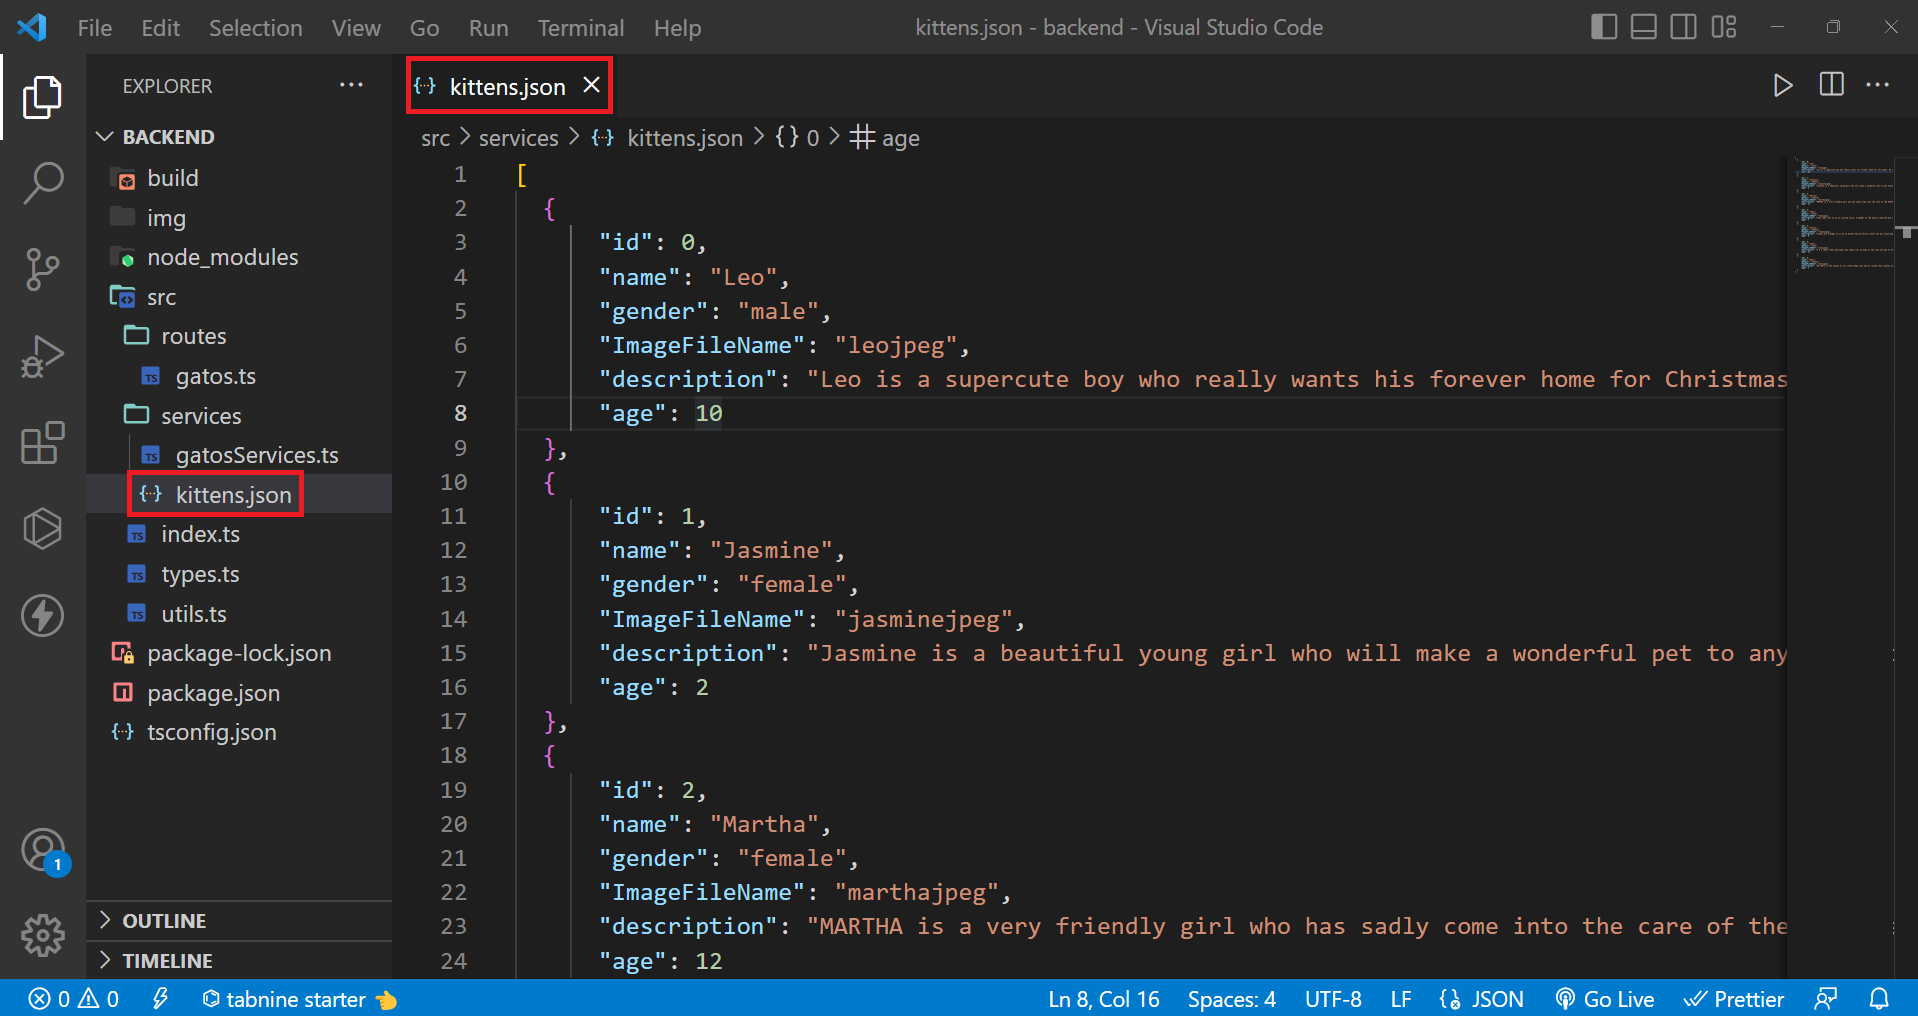 File Edit Selection View Go Run Terminal Help
kittens.json - backend - Visual Studio Code
EXPLORER
BACKEND
build
img
node_modules
src
routes
TS gatos.ts
services
TS gatosServices.ts
kittens.json
TS index.ts
TS types.ts
TS utils.ts
package-lock.json
package.json
tsconfig.json
1
OUTLINE
TIMELINE
kittens.json
src > services > {··} kittens.json > {} 0 > # age
1 [
2 {
3 "id": 0,
4 "name": "Leo",
5 "gender": "male",
6 "ImageFileName": "leojpeg",
7 "description": "Leo is a supercute boy who really wants his forever home for Christmas
8 "age": 10
9 },
10 {
11 "id": 1,
12 "name": "Jasmine",
13 "gender": "female",
14 "ImageFileName": "jasminejpeg",
15 "description": "Jasmine is a beautiful young girl who will make a wonderful pet to any
16 "age": 2
17 },
18 {
19 "id": 2,
20 "name": "Martha",
21 "gender": "female",
22 "ImageFileName": "marthajpeg",
23 "description": "MARTHA is a very friendly girl who has sadly come into the care of the
24 "age": 12
0 0 tabnine starter Ln 8, Col 16 Spaces: 4 UTF-8 LF JSON Go Live Prettier